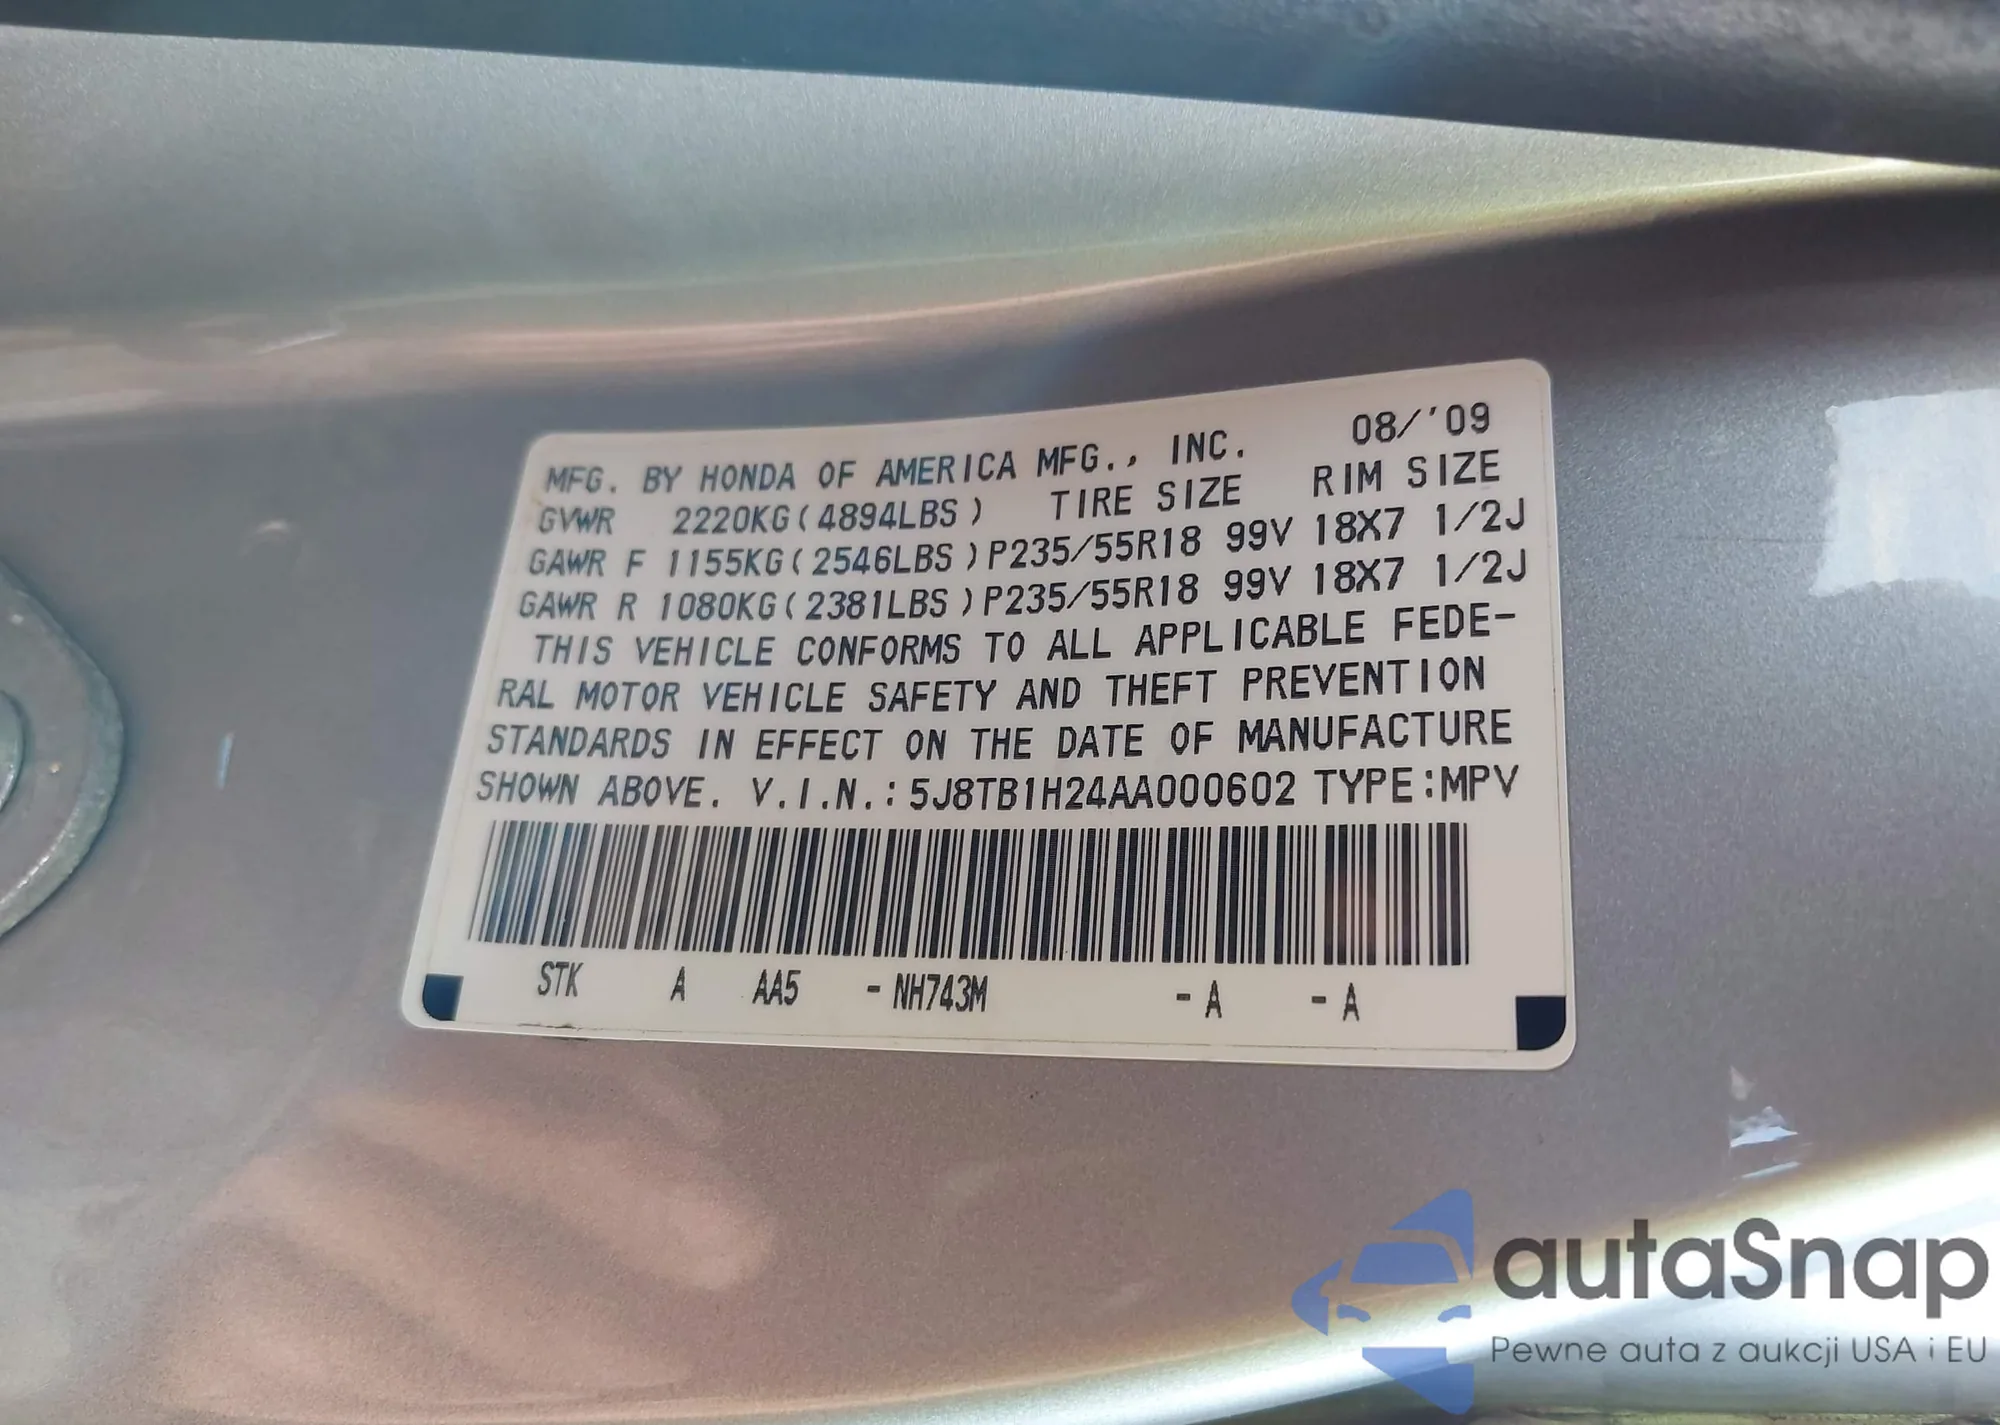 MFG. BY HONDA OF AMERICA MFG., INC. 08/'09
GVWR 2220KG(4894LBS) TIRE SIZE RIM SIZE
GAWR F 1155KG(2546LBS)P235/55R18 99V 18X7 1/2J
GAWR R 1080KG(2381LBS)P235/55R18 99V 18X7 1/2J
THIS VEHICLE CONFORMS TO ALL APPLICABLE FEDE-
RAL MOTOR VEHICLE SAFETY AND THEFT PREVENTION
STANDARDS IN EFFECT ON THE DATE OF MANUFACTURE
SHOWN ABOVE. V.I.N.:5J8TB1H24AA000602 TYPE:MPV
STK A AA5 -NH743M -A -A
autaSnap
Pewne auta z aukcji USA i EU